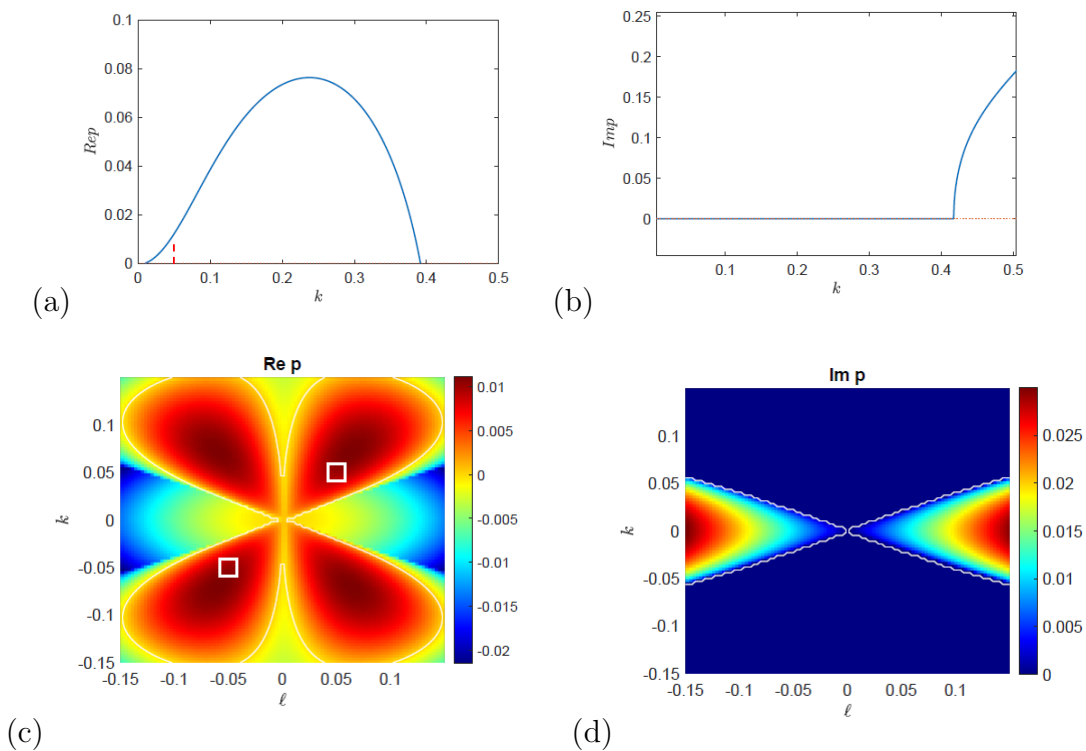 0.1
0.08
0.06
0.04
0.02
0
Rep
0 0.1 0.2 0.3 0.4 0.5
k
(a)
0.25
0.2
0.15
0.1
0.05
0
Imp
0.1 0.2 0.3 0.4 0.5
k
(b)
Re p
0.1
0.05
0
-0.05
-0.1
-0.15
k
-0.15 -0.1 -0.05 0 0.05 0.1
ℓ
0.01
0.005
0
-0.005
-0.01
-0.015
-0.02
(c)
Im p
0.1
0.05
0
-0.05
-0.1
-0.15
k
-0.15 -0.1 -0.05 0 0.05 0.1
ℓ
0.025
0.02
0.015
0.01
0.005
0
(d)